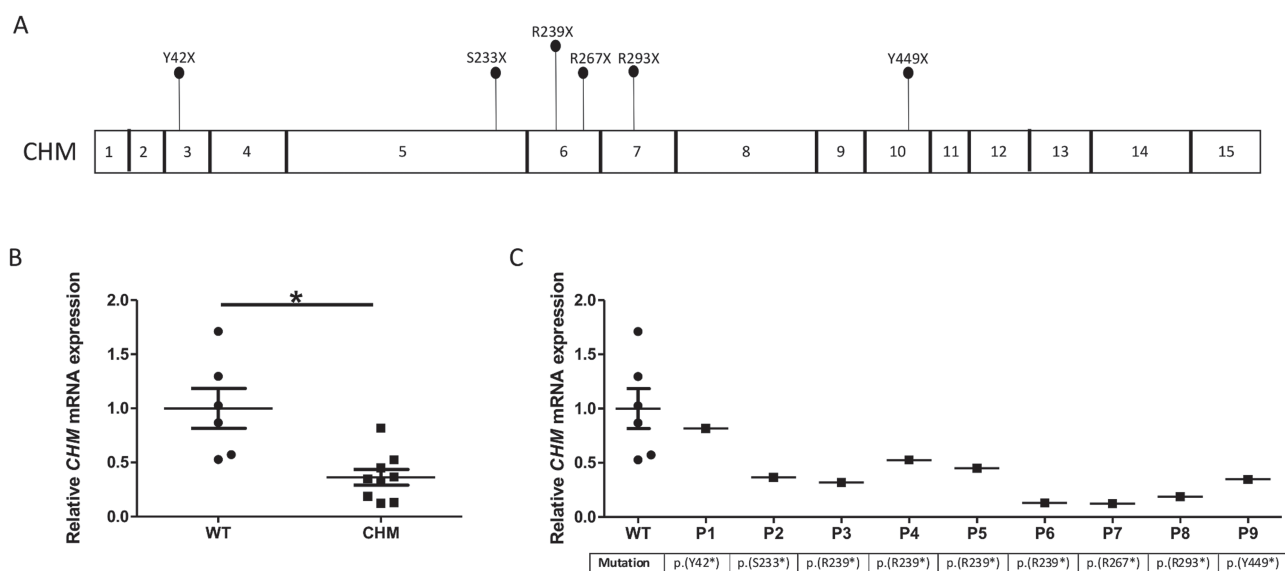 A
R239X
Y42X S233X R267X R293X Y449X
CHM 1 2 3 4 5 6 7 8 9 10 11 12 13 14 15
B
Relative CHM mRNA expression
2.0
1.5
1.0
0.5
0.0
*
WT CHM
C
Relative CHM mRNA expression
2.0
1.5
1.0
0.5
0.0
WT P1 P2 P3 P4 P5 P6 P7 P8 P9
Mutation p.(Y42*) p.(S233*) p.(R239*) p.(R239*) p.(R239*) p.(R239*) p.(R267*) p.(R293*) p.(Y449*)